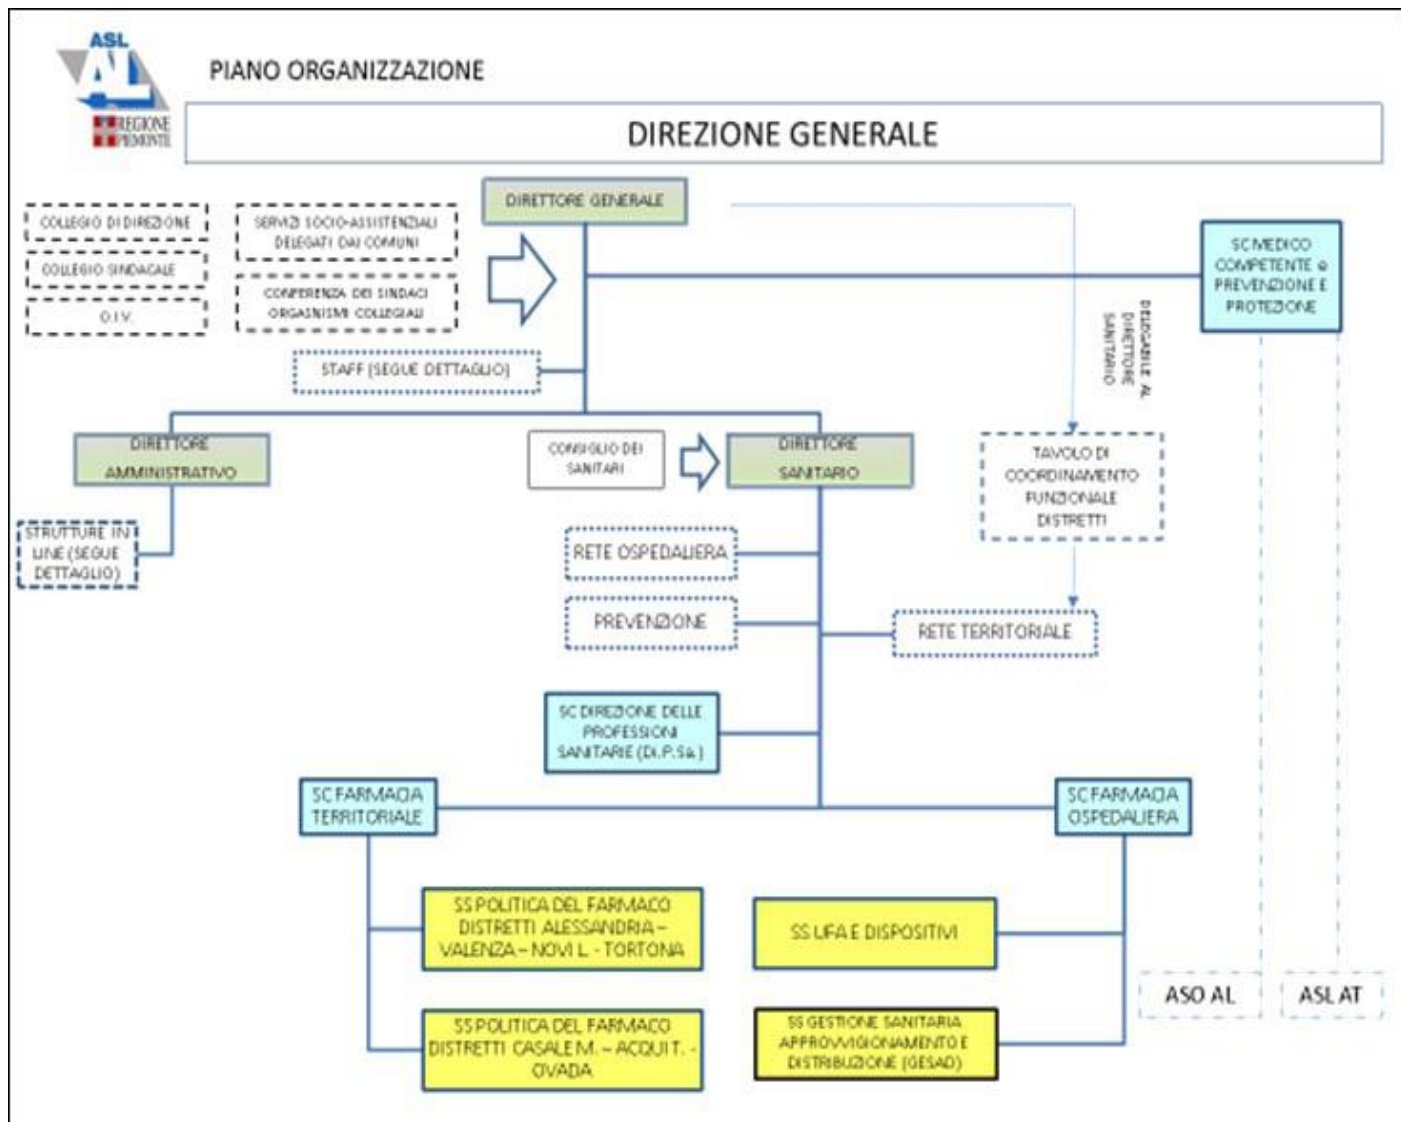 ASL
AL
REGIONE
PIEMONTE
PIANO ORGANIZZAZIONE
DIREZIONE GENERALE
DIRETTORE GENERALE
COLLEGIO DI DIREZIONE
COLLEGIO SINDACALE
O.I.V.
SERVIZI SOCIO-ASSISTENZIALI
DELEGATI DAI COMUNI
CONFERENZA DEI SINDACI
ORGASNISMI COLLEGIALI
SC MEDICO
COMPETENTE e
PREVENZIONE E
PROTEZIONE
DELEGABILE AL
DIRETTORE
SANITARIO
STAFF (SEGUE DETTAGLIO)
DIRETTORE
AMMINISTRATIVO
CONSIGLIO DEI
SANITARI
DIRETTORE
SANITARIO
TAVOLO DI
COORDINAMENTO
FUNZIONALE
DISTRETTI
STRUTTURE IN
LINE (SEGUE
DETTAGLIO)
RETE OSPEDALIERA
PREVENZIONE
RETE TERRITORIALE
SC DIREZIONE DELLE
PROFESSIONI
SANITARIE (DI.P.Sa.)
SC FARMACIA
TERRITORIALE
SC FARMACIA
OSPEDALIERA
SS POLITICA DEL FARMACO
DISTRETTI ALESSANDRIA –
VALENZA – NOVI L. - TORTONA
SS UFA E DISPOSITIVI
SS POLITICA DEL FARMACO
DISTRETTI CASALE M. – ACQUI T. -
OVADA
SS GESTIONE SANITARIA
APPROVVIGIONAMENTO E
DISTRIBUZIONE (GESAD)
ASO AL
ASL AT